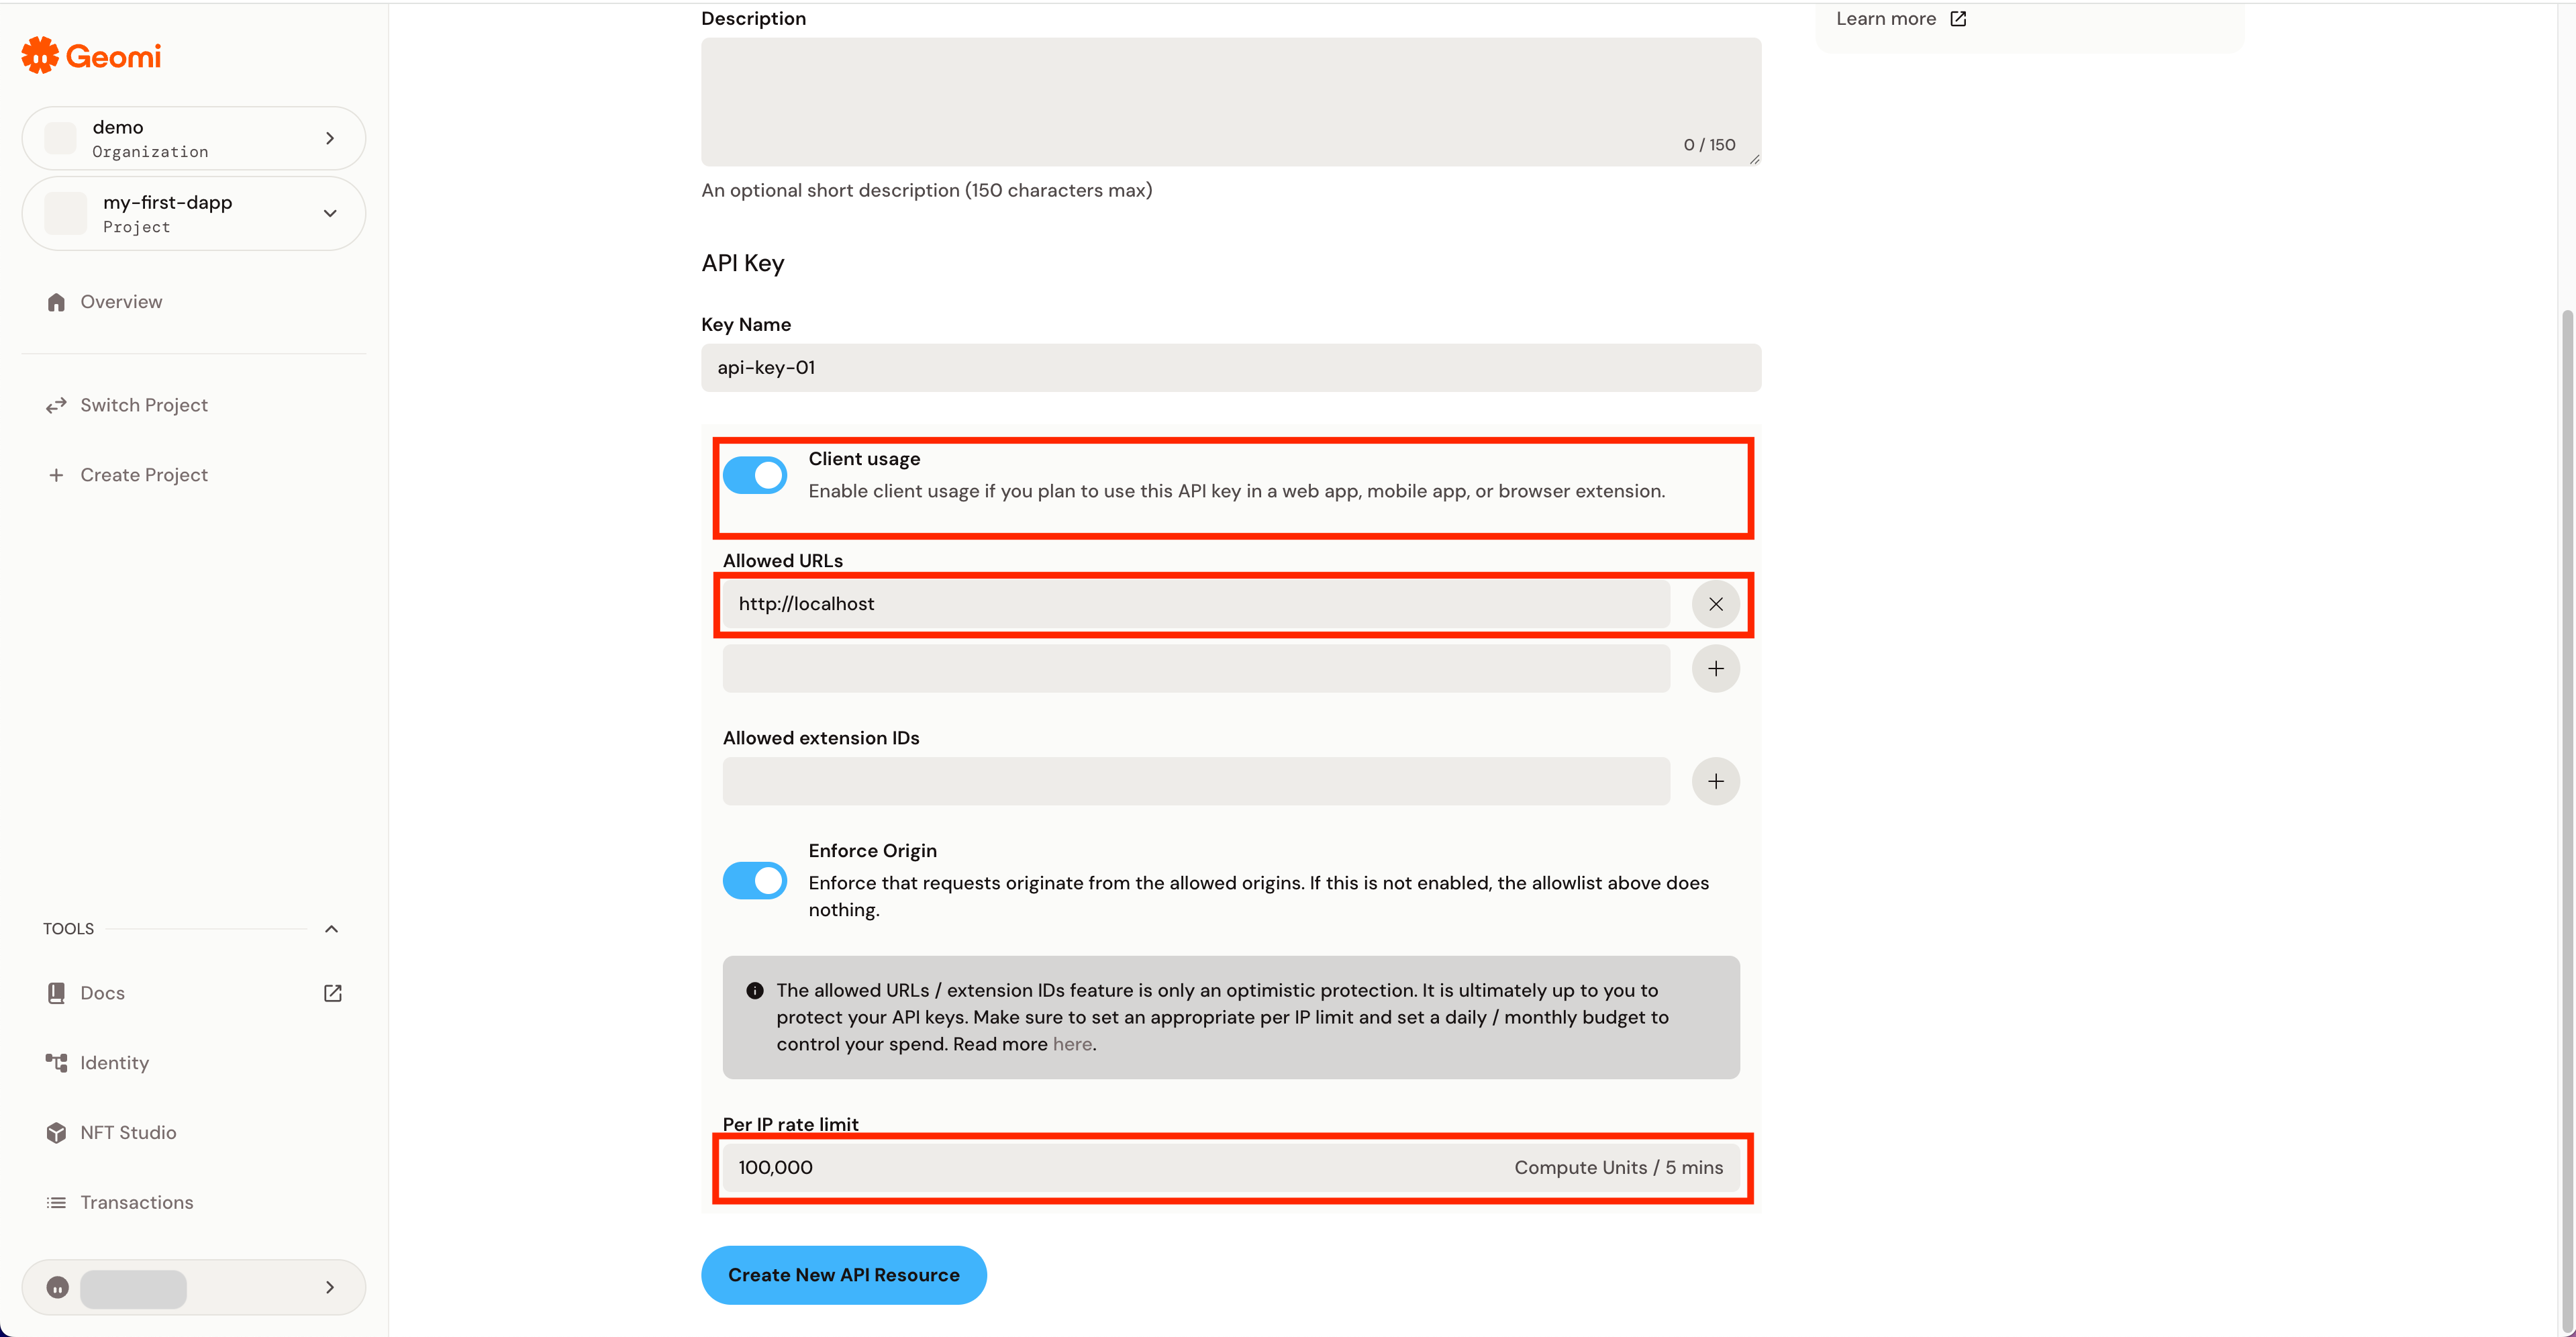 Geomi
demo
Organization
my-first-dapp
Project
Overview
Switch Project
Create Project
TOOLS
Docs
Identity
NFT Studio
Transactions
Description
0 / 150
An optional short description (150 characters max)
API Key
Key Name
api-key-01
Client usage
Enable client usage if you plan to use this API key in a web app, mobile app, or browser extension.
Allowed URLs
http://localhost
Allowed extension IDs
Enforce Origin
Enforce that requests originate from the allowed origins. If this is not enabled, the allowlist above does
nothing.
The allowed URLs / extension IDs feature is only an optimistic protection. It is ultimately up to you to
protect your API keys. Make sure to set an appropriate per IP limit and set a daily / monthly budget to
control your spend. Read more here.
Per IP rate limit
100,000 Compute Units / 5 mins
Create New API Resource
Learn more